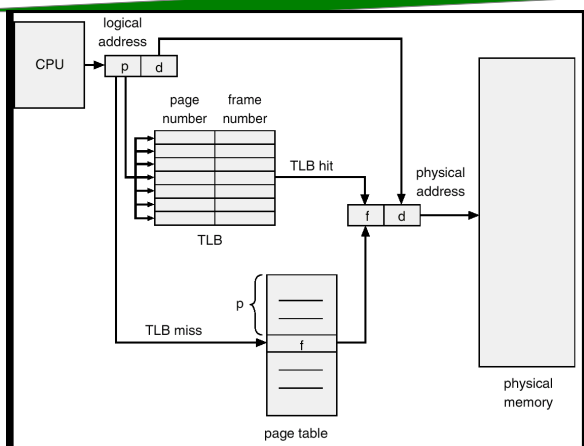 logical
address
CPU
p d
page
number
frame
number
TLB hit
physical
address
f d
TLB
p
TLB miss
f
physical
memory
page table